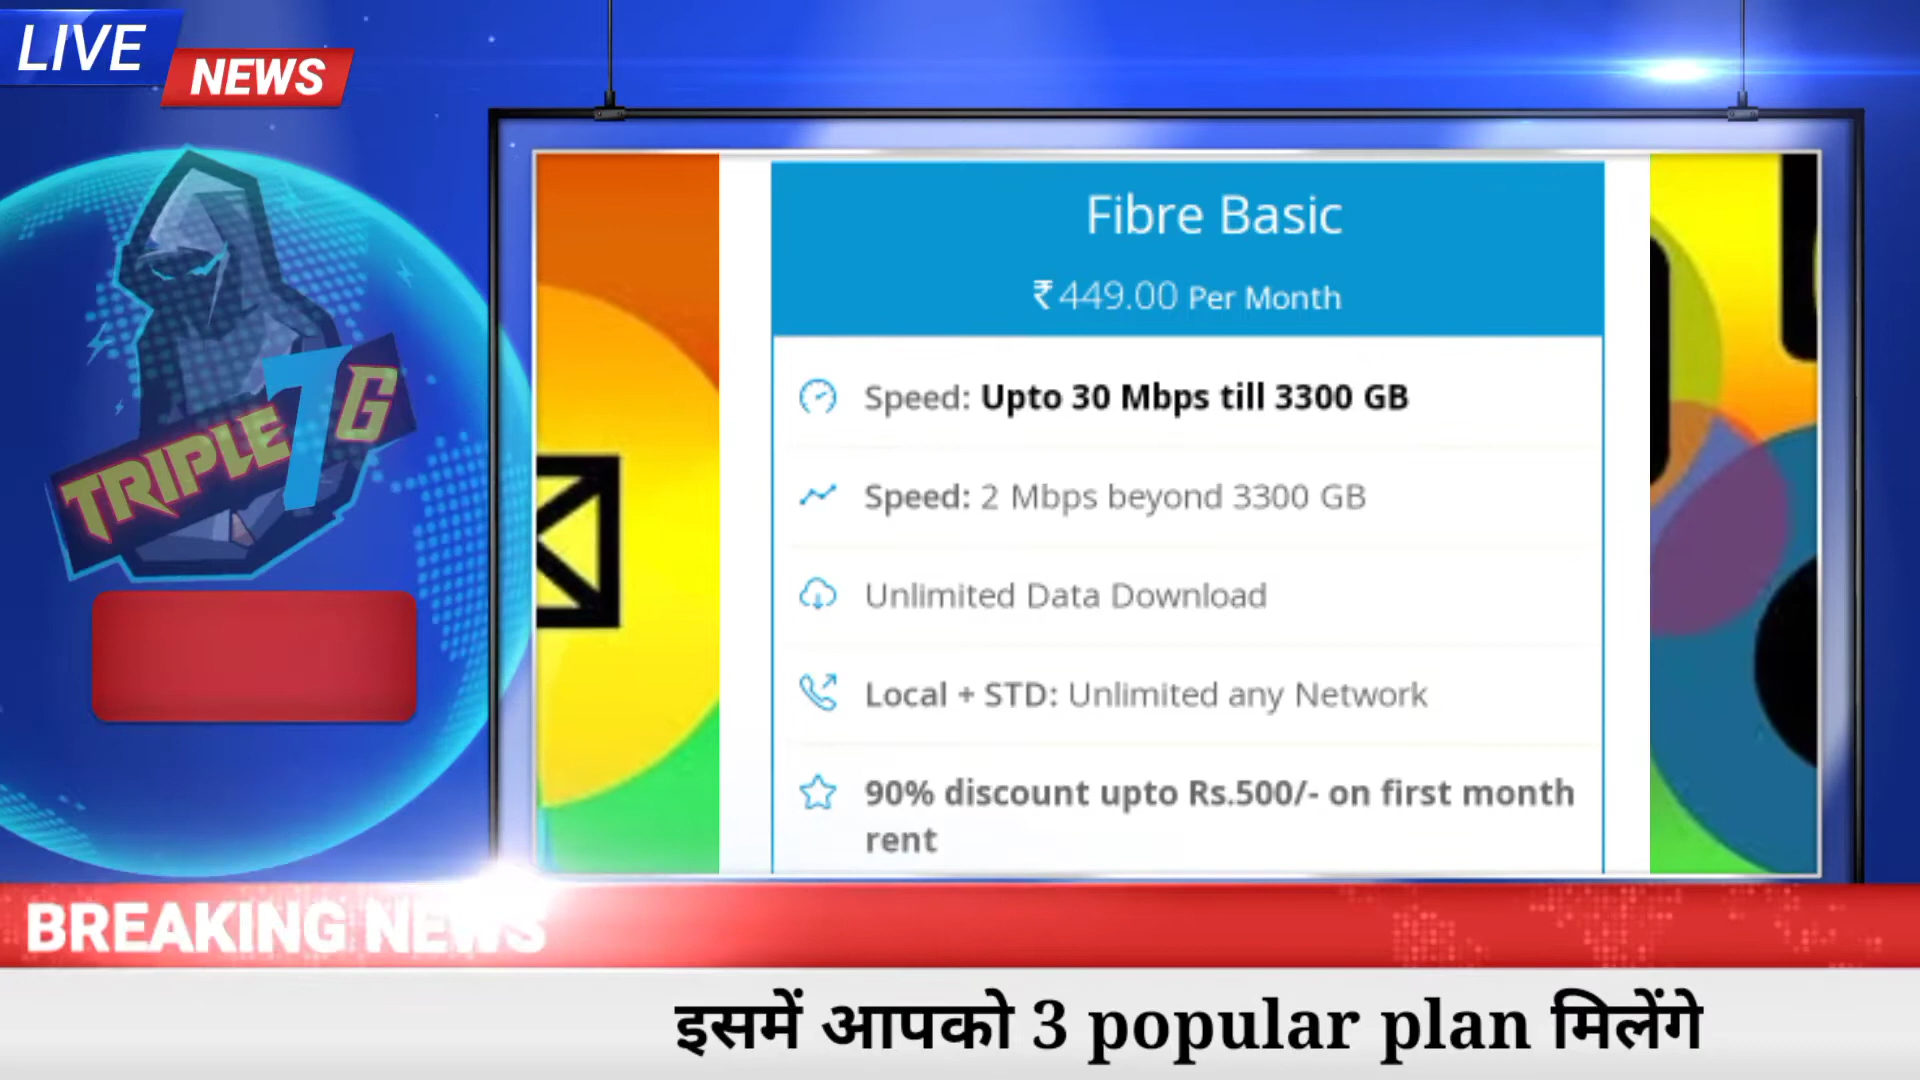 LIVE
NEWS
TRIPLE 7 G
Fibre Basic
₹449.00 Per Month
Speed: Upto 30 Mbps till 3300 GB
Speed: 2 Mbps beyond 3300 GB
Unlimited Data Download
Local + STD: Unlimited any Network
90% discount upto Rs.500/- on first month
rent
BREAKING NEWS
इसमें आपको 3 popular plan मिलेंगे